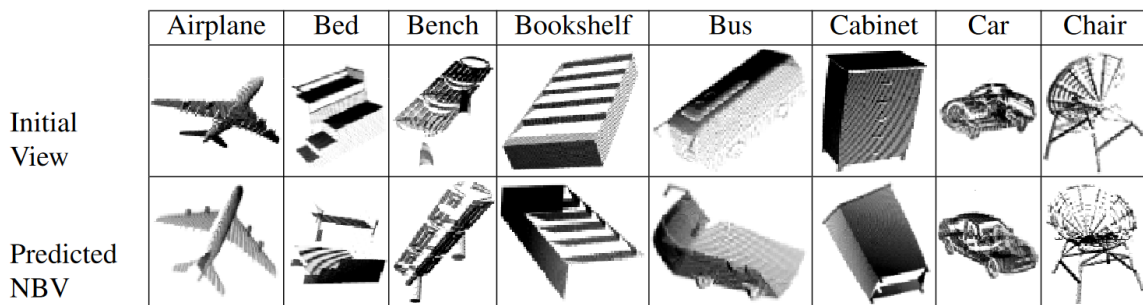 Airplane Bed Bench Bookshelf Bus Cabinet Car Chair
Initial
View
Predicted
NBV